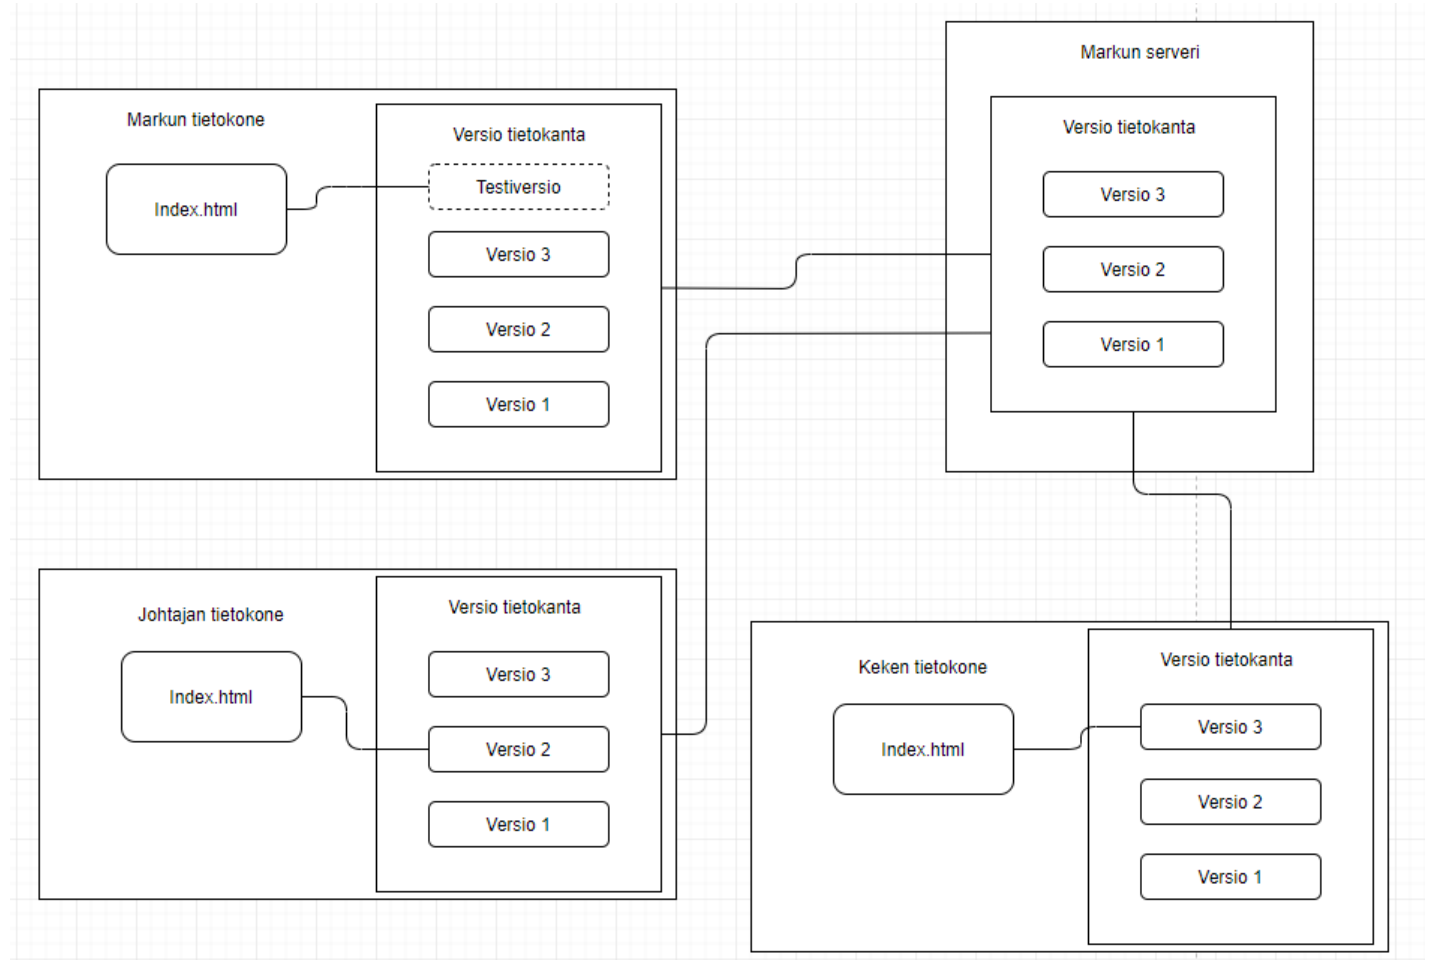 Markun tietokone
Index.html
Versio tietokanta
Testiversio
Versio 3
Versio 2
Versio 1
Markun serveri
Versio tietokanta
Versio 3
Versio 2
Versio 1
Johtajan tietokone
Index.html
Versio tietokanta
Versio 3
Versio 2
Versio 1
Keken tietokone
Index.html
Versio tietokanta
Versio 3
Versio 2
Versio 1